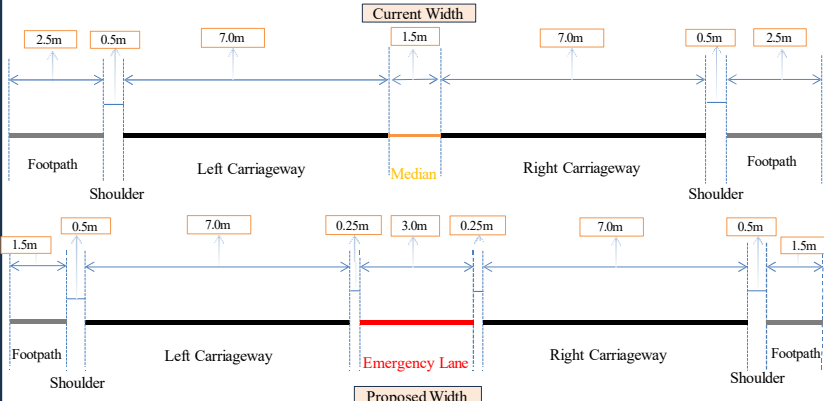 Current Width
2.5m 0.5m 7.0m 1.5m 7.0m 0.5m 2.5m
Footpath Left Carriageway Median Right Carriageway Footpath
Shoulder Shoulder
1.5m 0.5m 7.0m 0.25m 3.0m 0.25m 7.0m 0.5m 1.5m
Footpath Left Carriageway Emergency Lane Right Carriageway Footpath
Shoulder Shoulder
Proposed Width